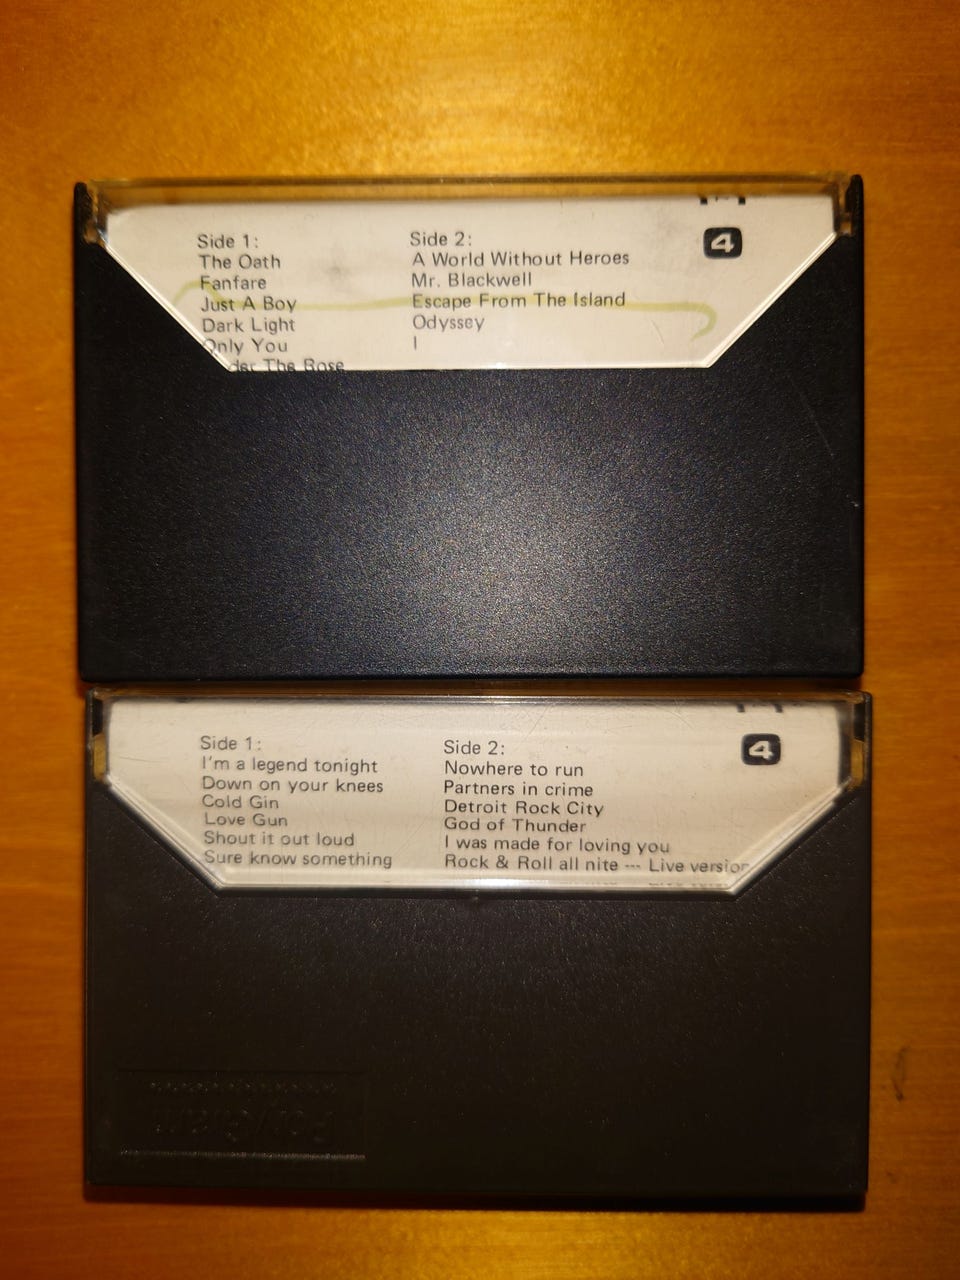 Side 1:
The Oath
Fanfare
Just A Boy
Dark Light
Only You
The Rose
Side 2:
A World Without Heroes
Mr. Blackwell
Escape From The Island
Odyssey
I
4
Side 1:
I'm a legend tonight
Down on your knees
Cold Gin
Love Gun
Shout it out loud
Sure know something
Side 2:
Nowhere to run
Partners in crime
Detroit Rock City
God of Thunder
I was made for loving you
Rock & Roll all nite --- Live version
4
PolyGram